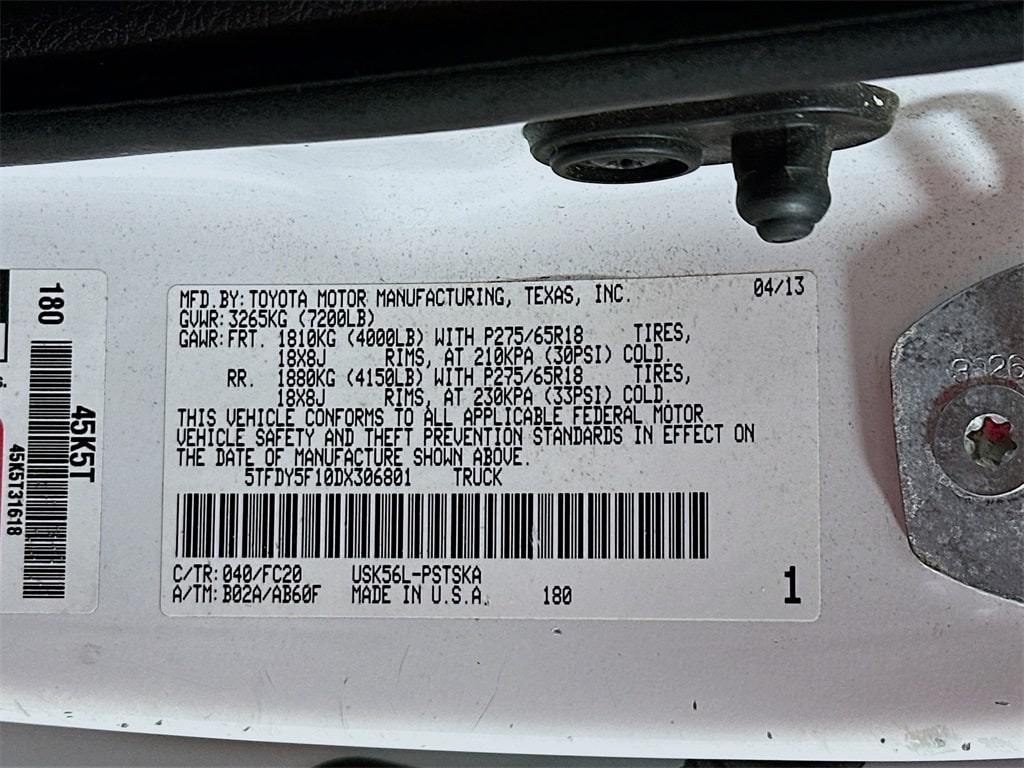 MFD.BY: TOYOTA MOTOR MANUFACTURING, TEXAS, INC. 04/13
GVWR: 3265KG (7200LB)
GAWR: FRT. 1810KG (4000LB) WITH P275/65R18 TIRES,
18X8J RIMS, AT 210KPA (30PSI) COLD.
RR. 1880KG (4150LB) WITH P275/65R18 TIRES,
18X8J RIMS, AT 230KPA (33PSI) COLD.
THIS VEHICLE CONFORMS TO ALL APPLICABLE FEDERAL MOTOR
VEHICLE SAFETY AND THEFT PREVENTION STANDARDS IN EFFECT ON
THE DATE OF MANUFACTURE SHOWN ABOVE.
5TFDY5F10DX306801 TRUCK
C/TR: 040/FC20 USK56L-PSTSKA
A/TM: B02A/AB60F MADE IN U.S.A. 180 1
180
45K5T
45K5T31618